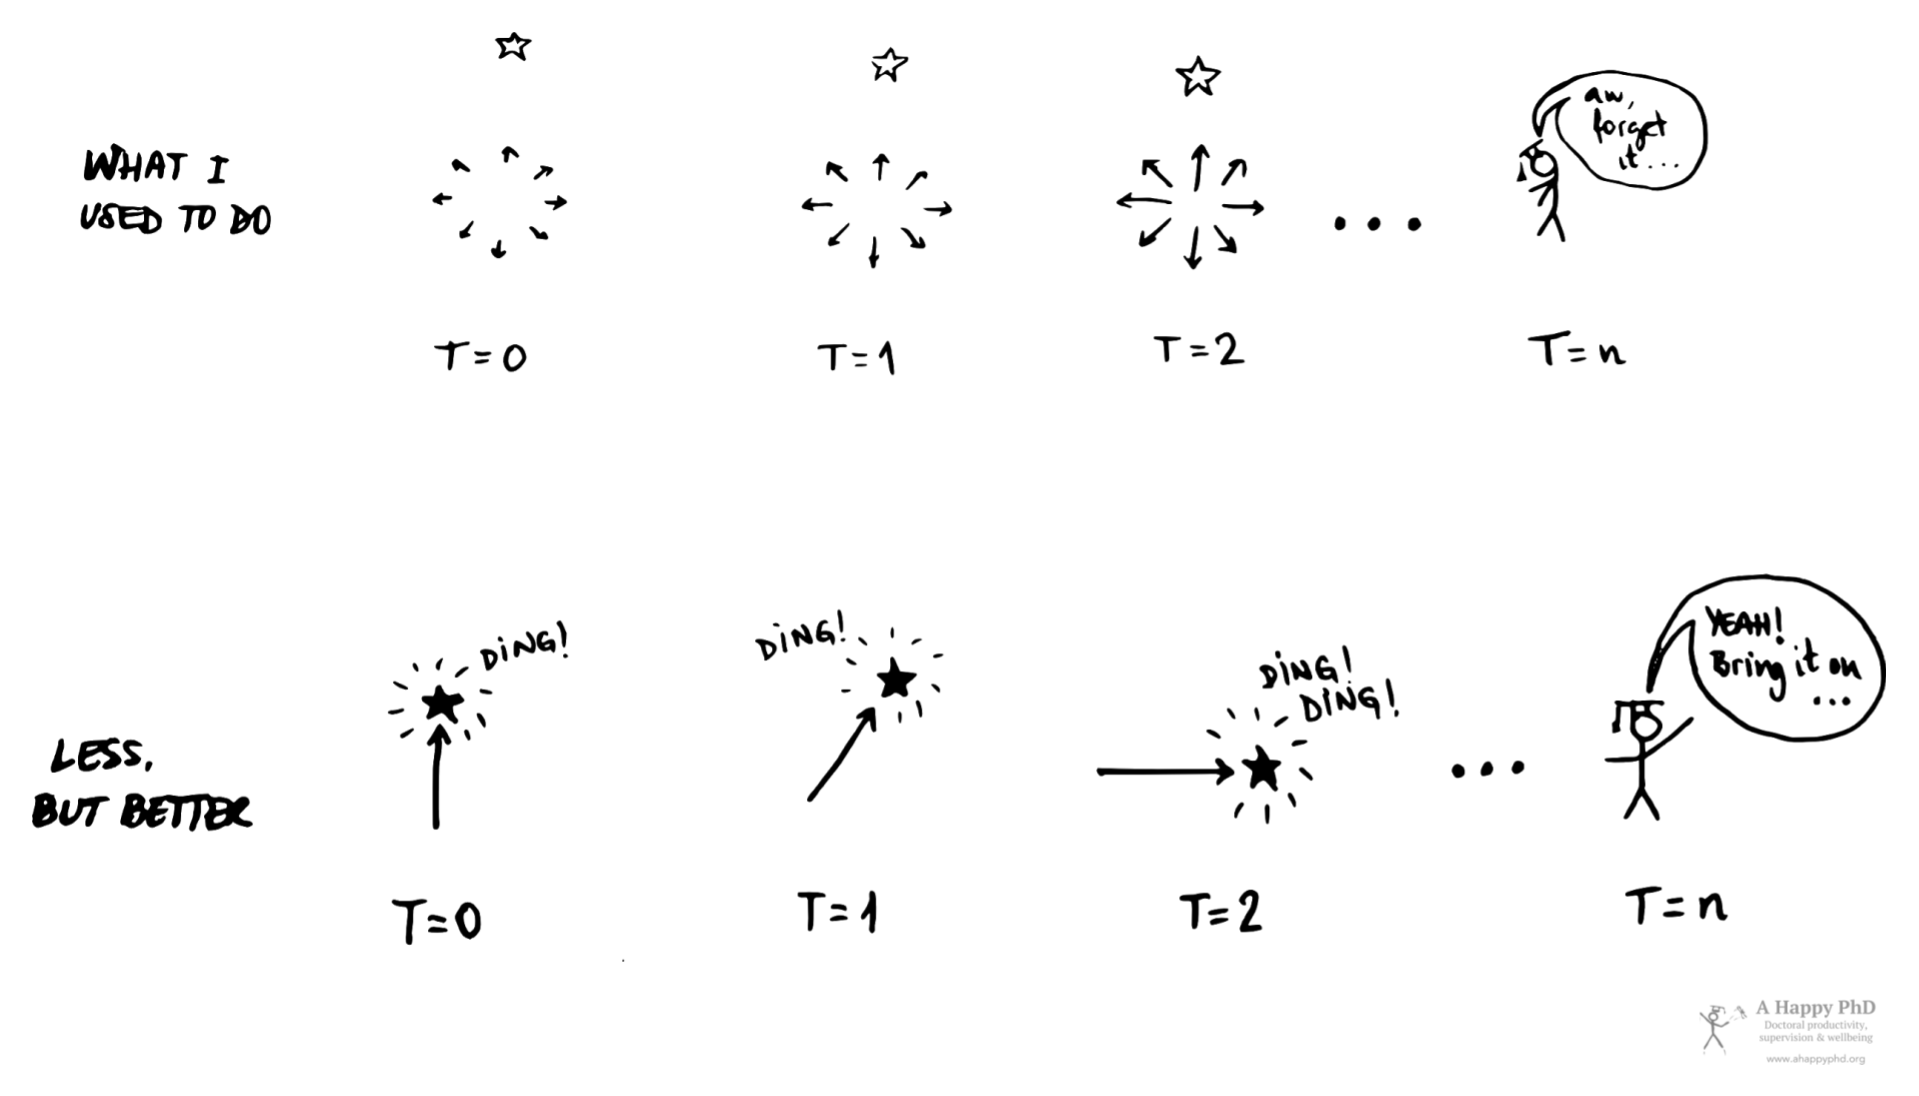 WHAT I
USED TO DO
aw,
forget
it...
T=0
T=1
T=2
T=n
LESS,
BUT BETTER
DING!
DING!
DING!
DING!
YEAH!
Bring it on
...
T=0
T=1
T=2
T=n
A Happy PhD
Doctoral productivity,
supervision & wellbeing
www.ahappyphd.org